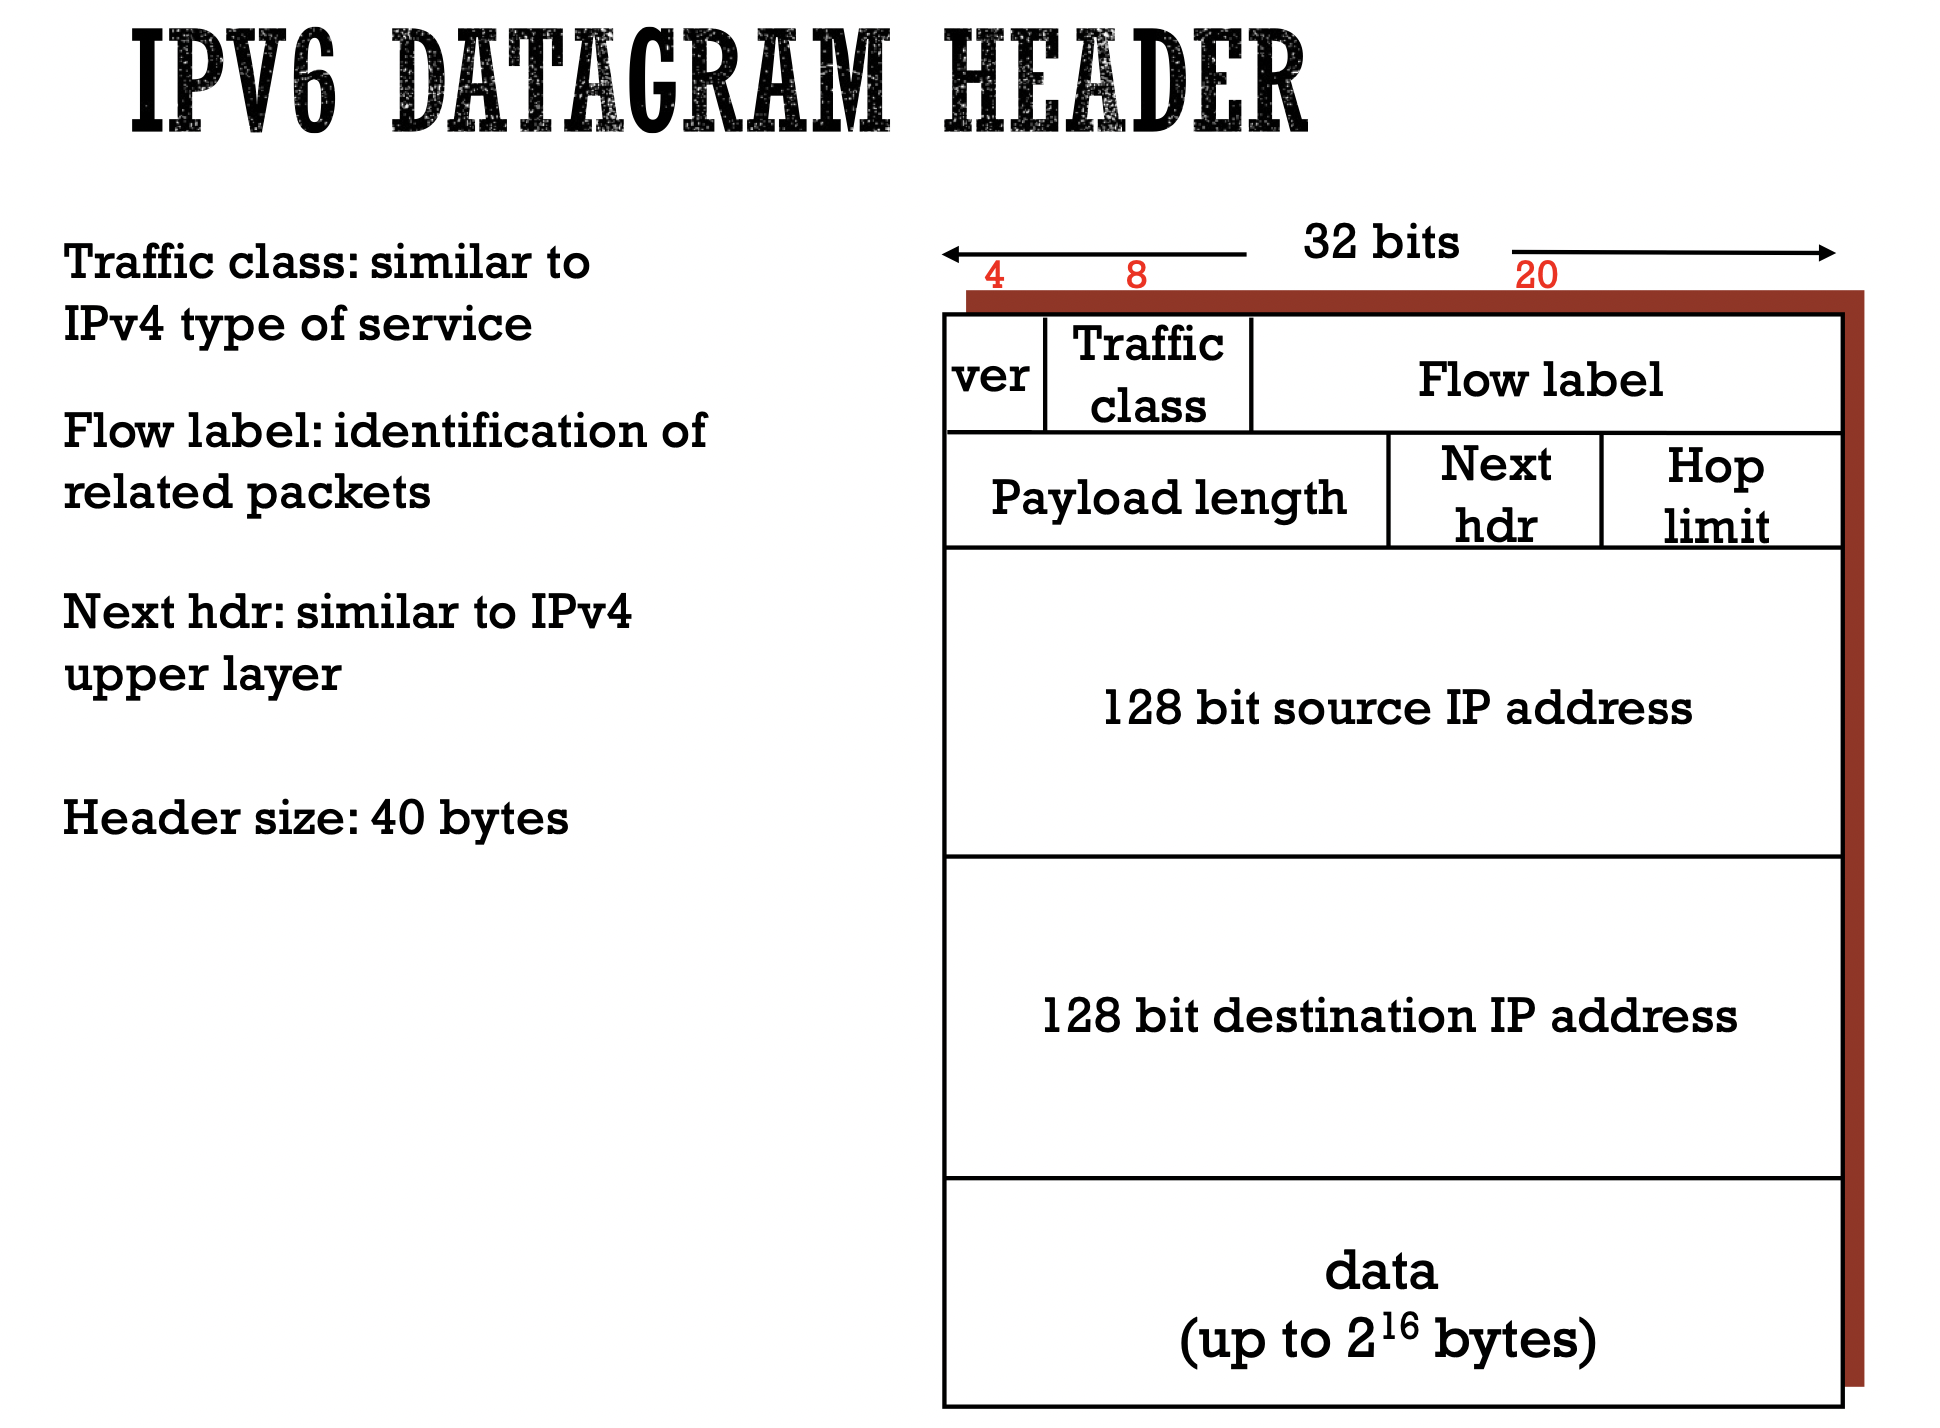 IPV6 DATAGRAM HEADER
Traffic class: similar to
IPv4 type of service
Flow label: identification of
related packets
Next hdr: similar to IPv4
upper layer
Header size: 40 bytes
32 bits
4 8 20
ver
Traffic
class
Flow label
Payload length
Next
hdr
Hop
limit
128 bit source IP address
128 bit destination IP address
data
(up to 2¹⁶ bytes)